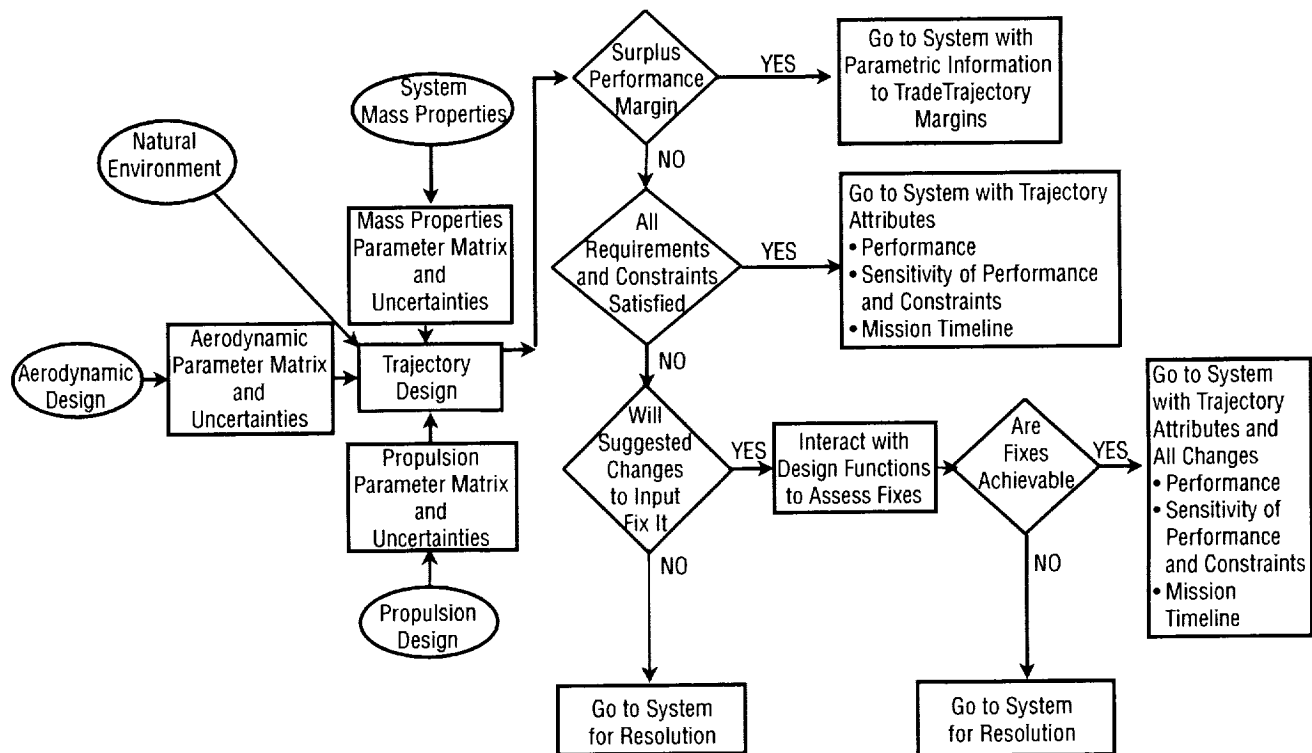 System
Mass Properties
Natural
Environment
Mass Properties
Parameter Matrix
and
Uncertainties
Aerodynamic
Design
Aerodynamic
Parameter Matrix
and
Uncertainties
Trajectory
Design
Propulsion
Parameter Matrix
and
Uncertainties
Propulsion
Design
Surplus
Performance
Margin
YES
Go to System with
Parametric Information
to TradeTrajectory
Margins
NO
All
Requirements
and Constraints
Satisfied
YES
Go to System with Trajectory
Attributes
• Performance
• Sensitivity of Performance
and Constraints
• Mission Timeline
NO
Will
Suggested
Changes
to Input
Fix It
YES
Interact with
Design Functions
to Assess Fixes
Are
Fixes
Achievable
YES
Go to System
with Trajectory
Attributes and
All Changes
• Performance
• Sensitivity of
Performance
and Constraints
• Mission
Timeline
NO
Go to System
for Resolution
NO
Go to System
for Resolution